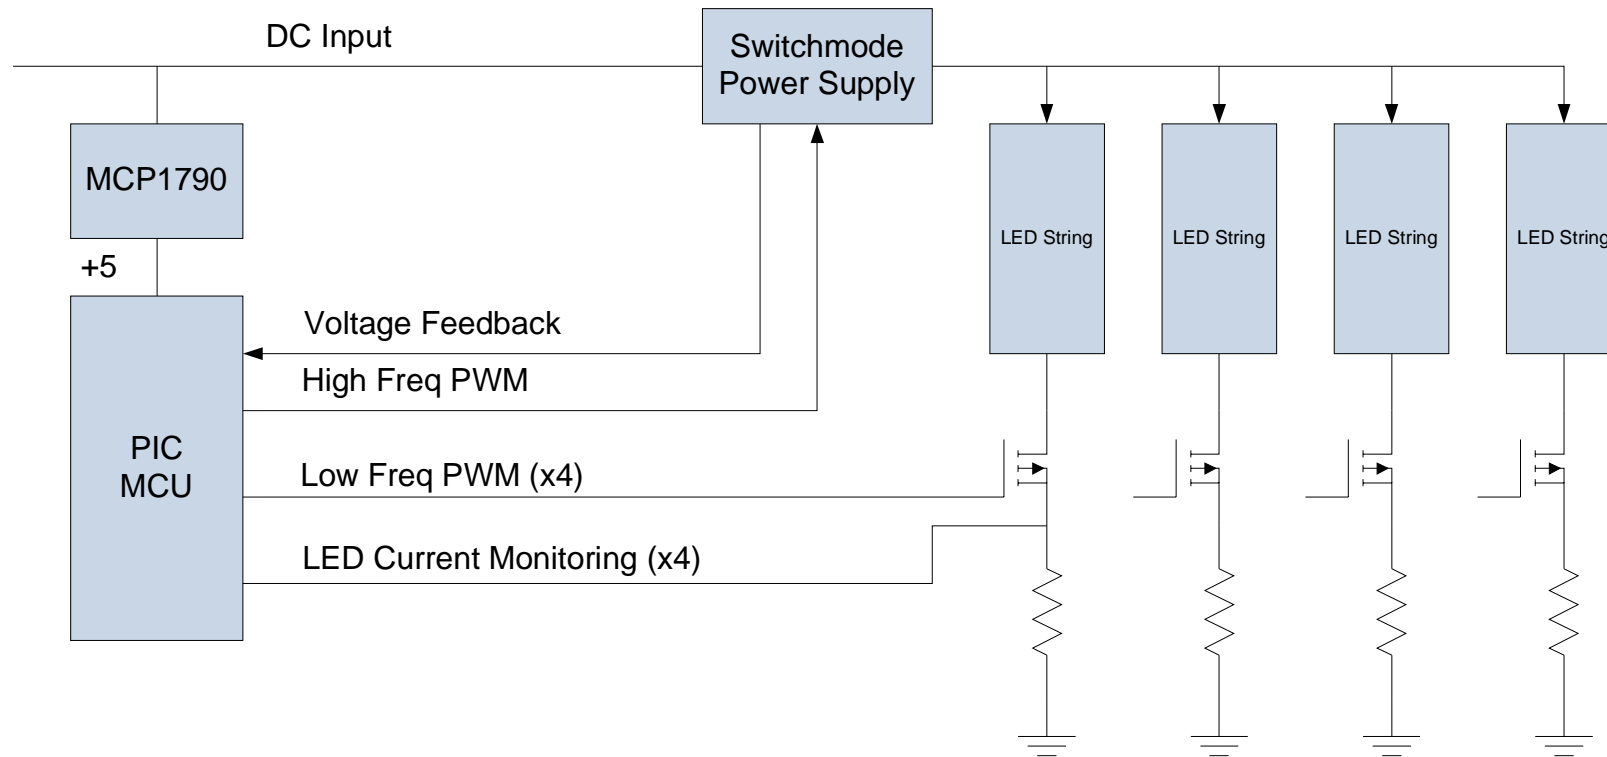 DC Input
Switchmode
Power Supply
MCP1790
+5
LED String
LED String
LED String
LED String
Voltage Feedback
High Freq PWM
PIC
MCU
Low Freq PWM (x4)
LED Current Monitoring (x4)